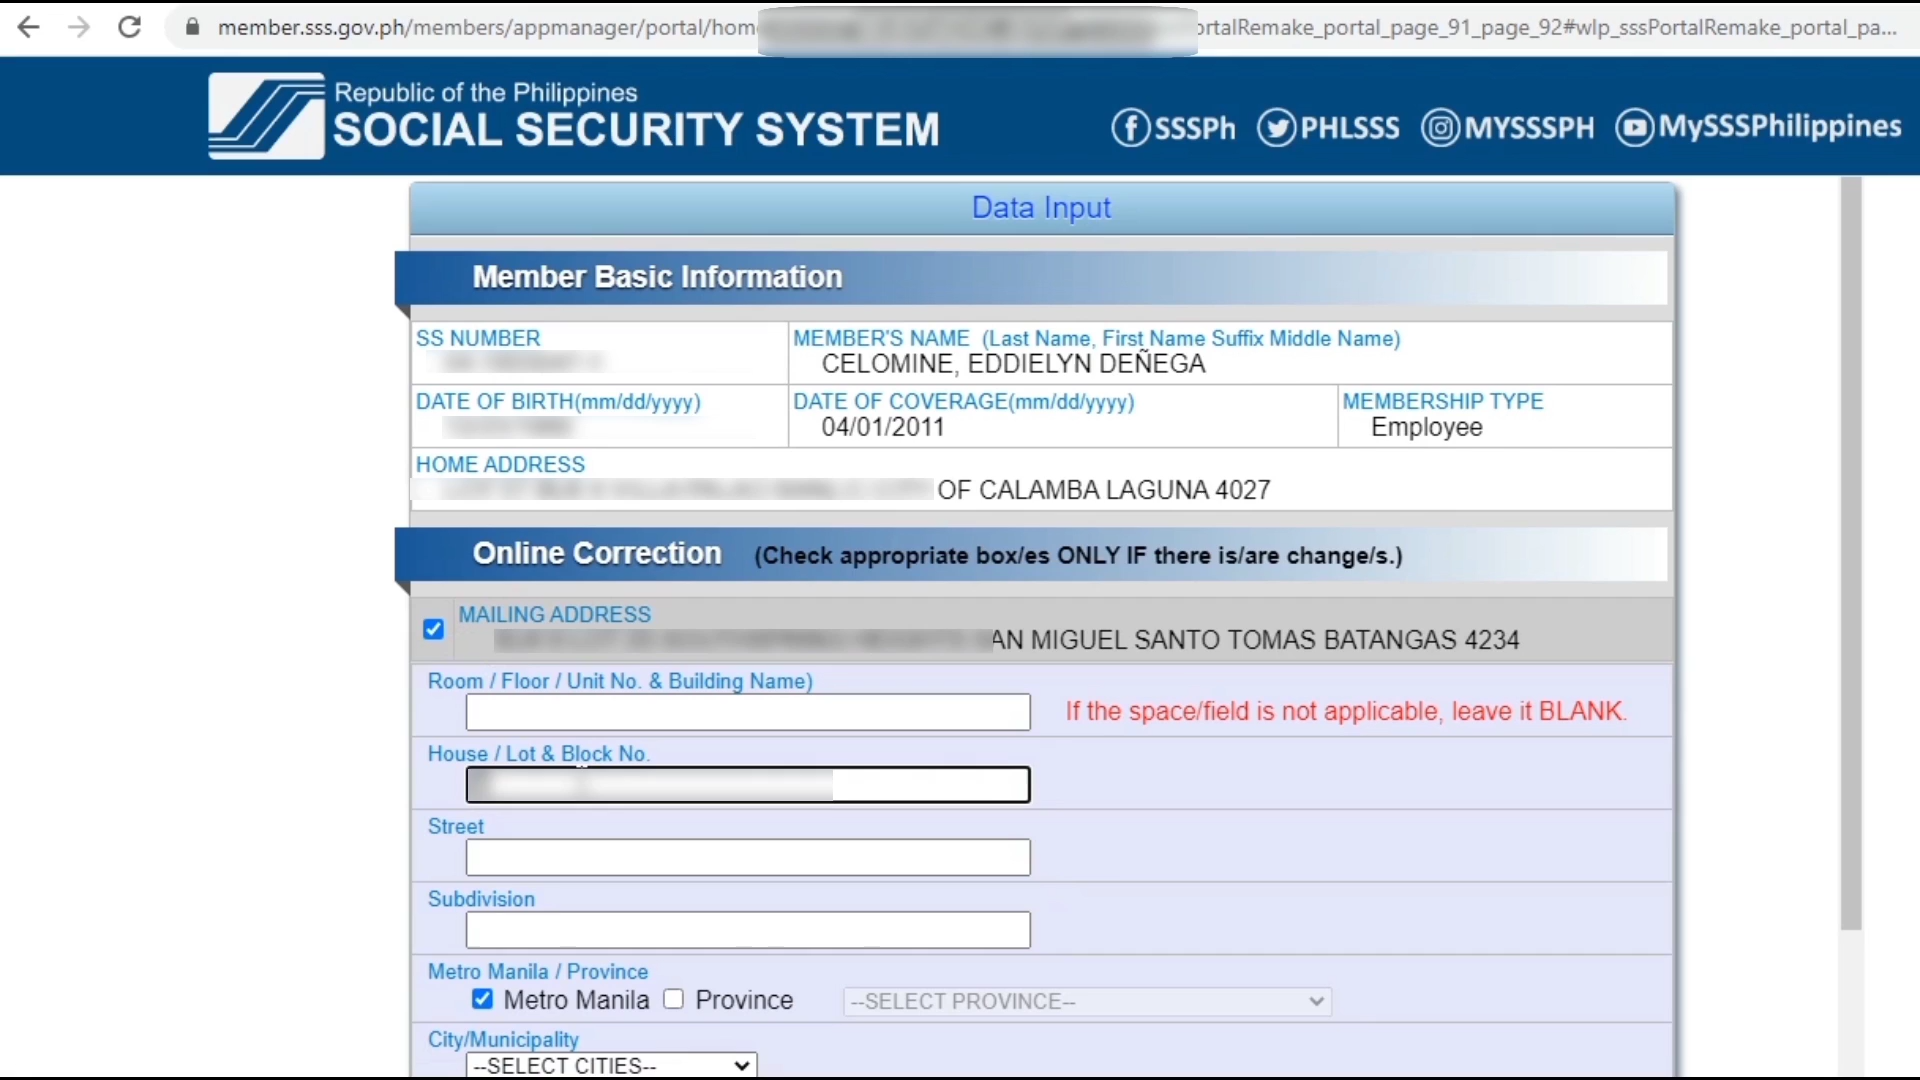 member.sss.gov.ph/members/appmanager/portal/hom
ortalRemake_portal_page_91_page_92#wlp_sssPortalRemake_portal_pa...
Republic of the Philippines
SOCIAL SECURITY SYSTEM
SSSPh PHLSSS MYSSSPH MySSSPhilippines
Data Input
Member Basic Information
SS NUMBER
MEMBER'S NAME (Last Name, First Name Suffix Middle Name)
CELOMINE, EDDIELYN DEÑEGA
DATE OF BIRTH(mm/dd/yyyy)
DATE OF COVERAGE(mm/dd/yyyy)
04/01/2011
MEMBERSHIP TYPE
Employee
HOME ADDRESS
OF CALAMBA LAGUNA 4027
Online Correction (Check appropriate box/es ONLY IF there is/are change/s.)
MAILING ADDRESS
AN MIGUEL SANTO TOMAS BATANGAS 4234
Room / Floor / Unit No. & Building Name)
If the space/field is not applicable, leave it BLANK.
House / Lot & Block No.
Street
Subdivision
Metro Manila / Province
Metro Manila Province --SELECT PROVINCE--
City/Municipality
--SELECT CITIES--